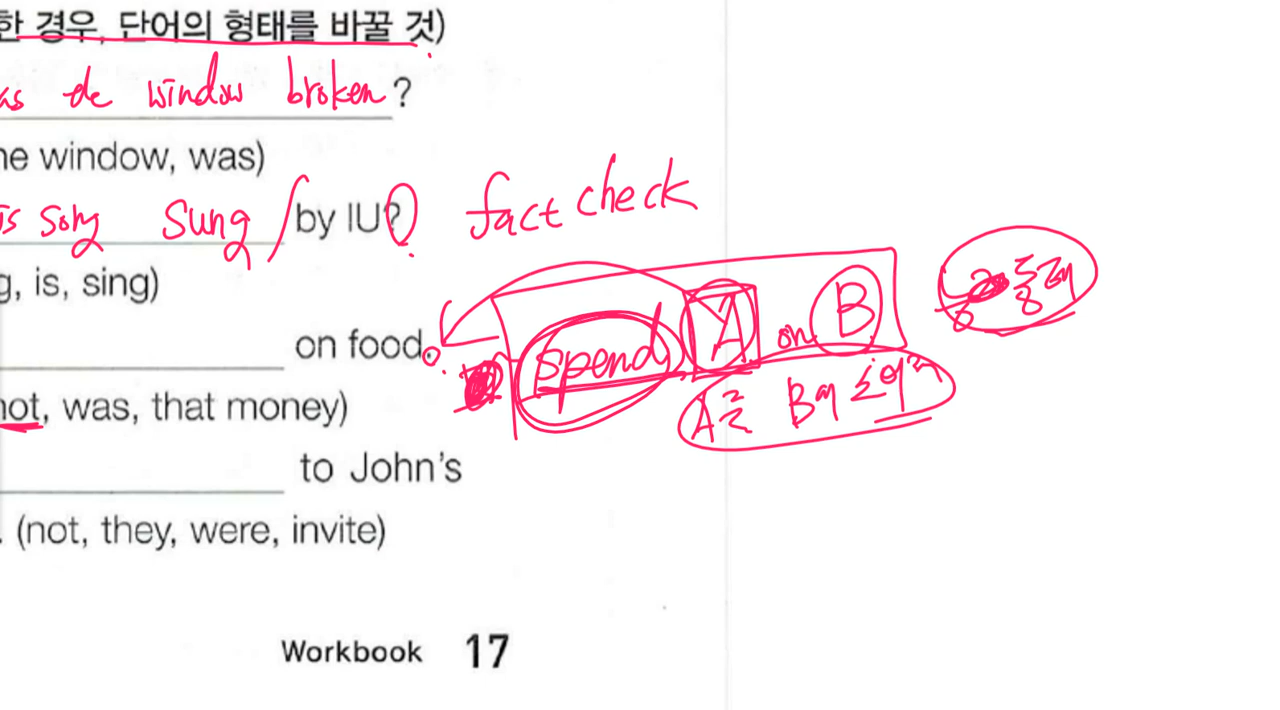 한 경우, 단어의 형태를 바꿀 것)
as de window broken ?
he window, was)
is song sung / by IU? fact check
g, is, sing)
on food. spend A on B
A를 B에 소비
not, was, that money)
to John's
. (not, they, were, invite)
Workbook 17